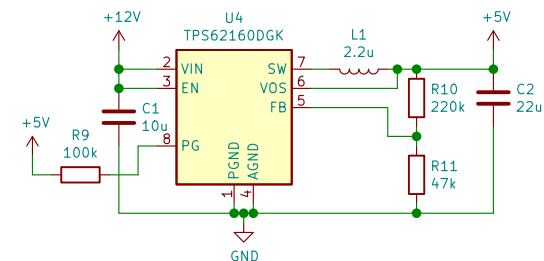 +12V
U4
TPS62160DGK
L1
2.2u
+5V
2
VIN
3
EN
8
PG
PGND
1
AGND
4
SW
7
VOS
6
FB
5
C1
10u
+5V
R9
100k
R10
220k
C2
22u
R11
47k
GND